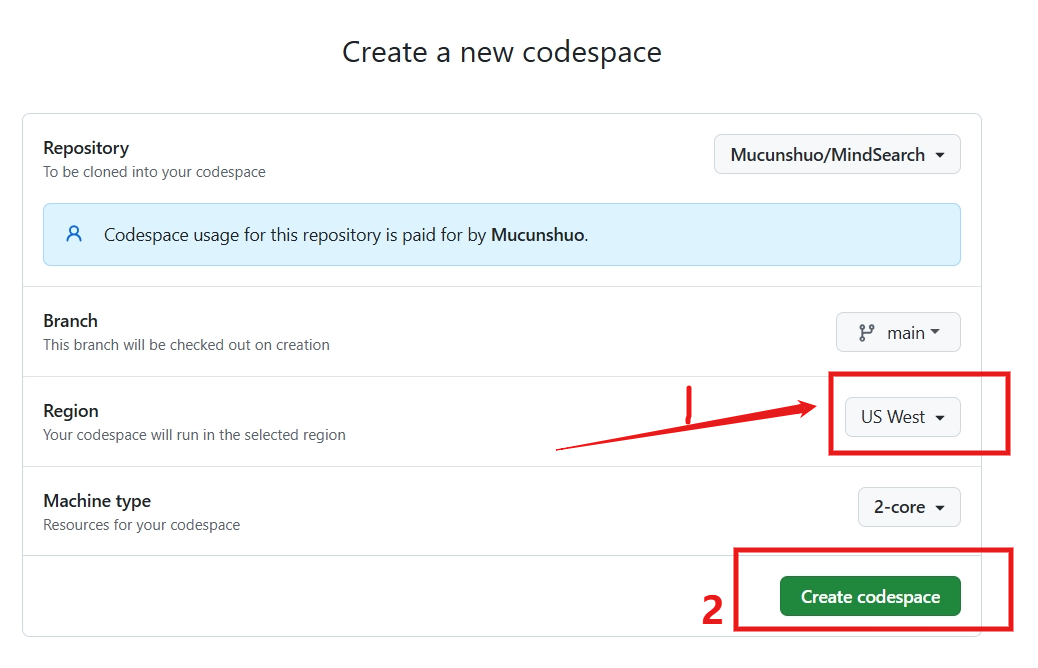 Create a new codespace
Repository
To be cloned into your codespace
Mucunshuo/MindSearch
Codespace usage for this repository is paid for by Mucunshuo.
Branch
This branch will be checked out on creation
main
Region
Your codespace will run in the selected region
1
US West
Machine type
Resources for your codespace
2-core
2
Create codespace